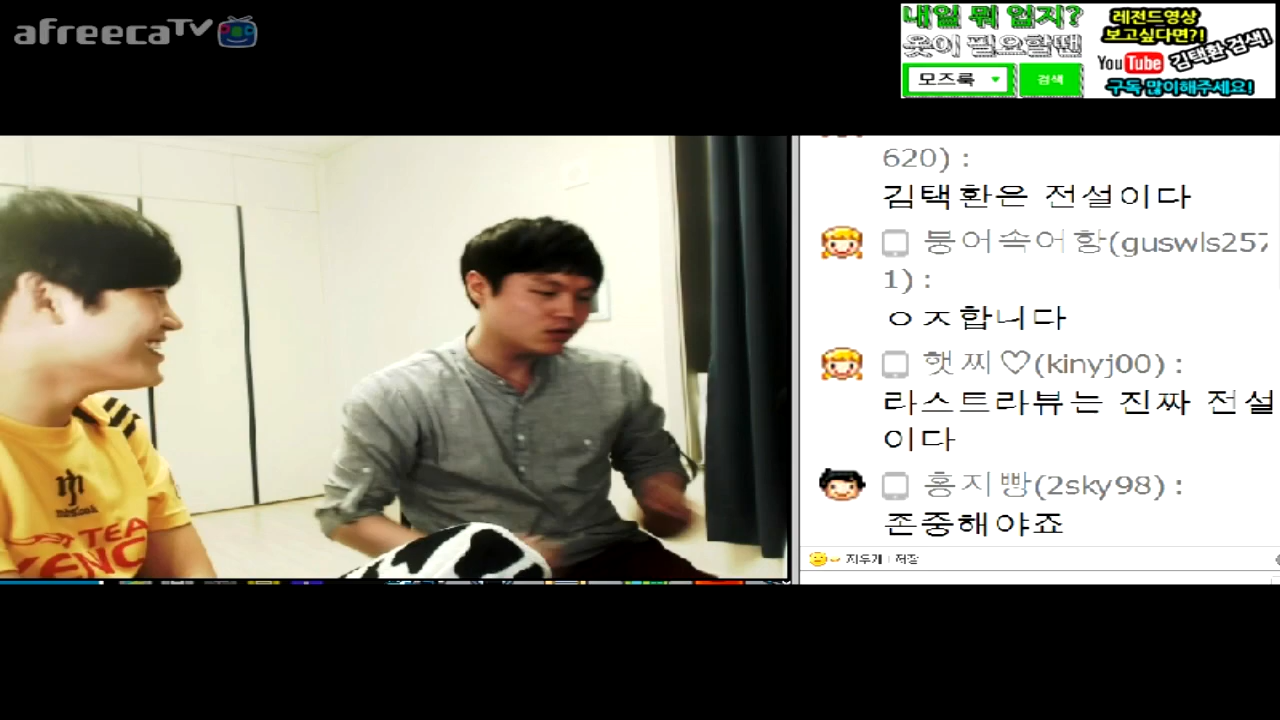 afreecaTV
내일 뭐 입지?
옷이 필요할땐
모즈룩
검색
레전드영상
보고싶다면?!
YouTube 김택환 검색!
구독 많이해주세요!
620) :
김택환은 전설이다
붕어속어항(guswls257
1) :
ㅇㅈ합니다
햇찌♡(kinyj00) :
라스트라뷰는 진짜 전설
이다
홍지빵(2sky98) :
존중해야죠
지우개 저장
TEA